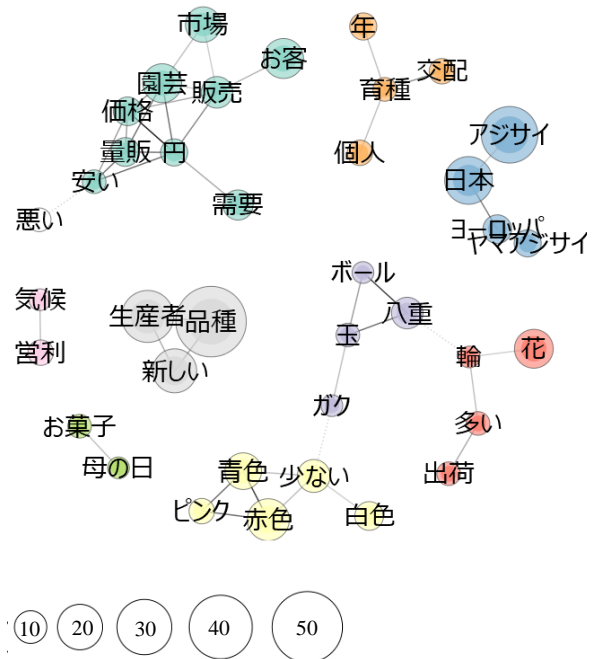 市場
年
お客
園芸
販売
交配
育種
価格
アジサイ
量販
円
個人
安い
日本
需要
悪い
ヨーロッパ
ヤマアジサイ
ボール
気候
生産者
品種
八重
玉
営利
輪
花
新しい
ガク
お菓子
多い
母の日
青色
少ない
出荷
ピンク
赤色
白色
10
20
30
40
50